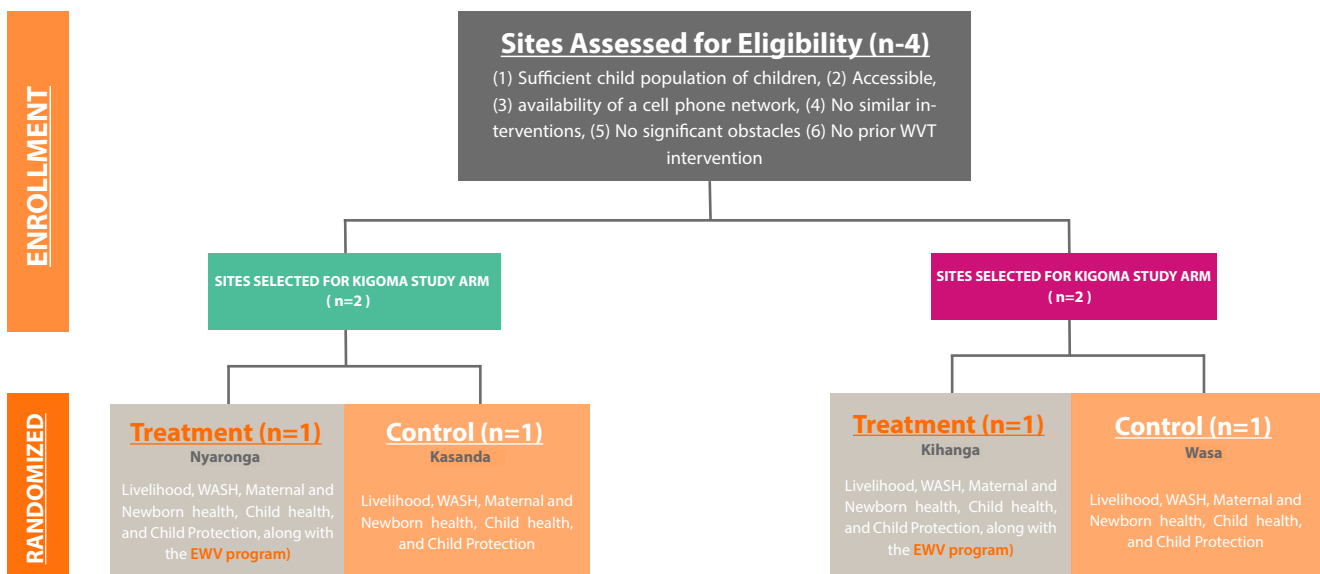 ENROLLMENT
Sites Assessed for Eligibility (n-4)
(1) Sufficient child population of children, (2) Accessible,
(3) availability of a cell phone network, (4) No similar in-
terventions, (5) No significant obstacles (6) No prior WVT
intervention
SITES SELECTED FOR KIGOMA STUDY ARM
( n=2 )
SITES SELECTED FOR KIGOMA STUDY ARM
( n=2 )
RANDOMIZED
Treatment (n=1)
Nyaronga
Livelihood, WASH, Maternal and
Newborn health, Child health,
and Child Protection, along with
the EWV program)
Control (n=1)
Kasanda
Livelihood, WASH, Maternal and
Newborn health, Child health,
and Child Protection
Treatment (n=1)
Kihanga
Livelihood, WASH, Maternal and
Newborn health, Child health,
and Child Protection, along with
the EWV program)
Control (n=1)
Wasa
Livelihood, WASH, Maternal and
Newborn health, Child health,
and Child Protection